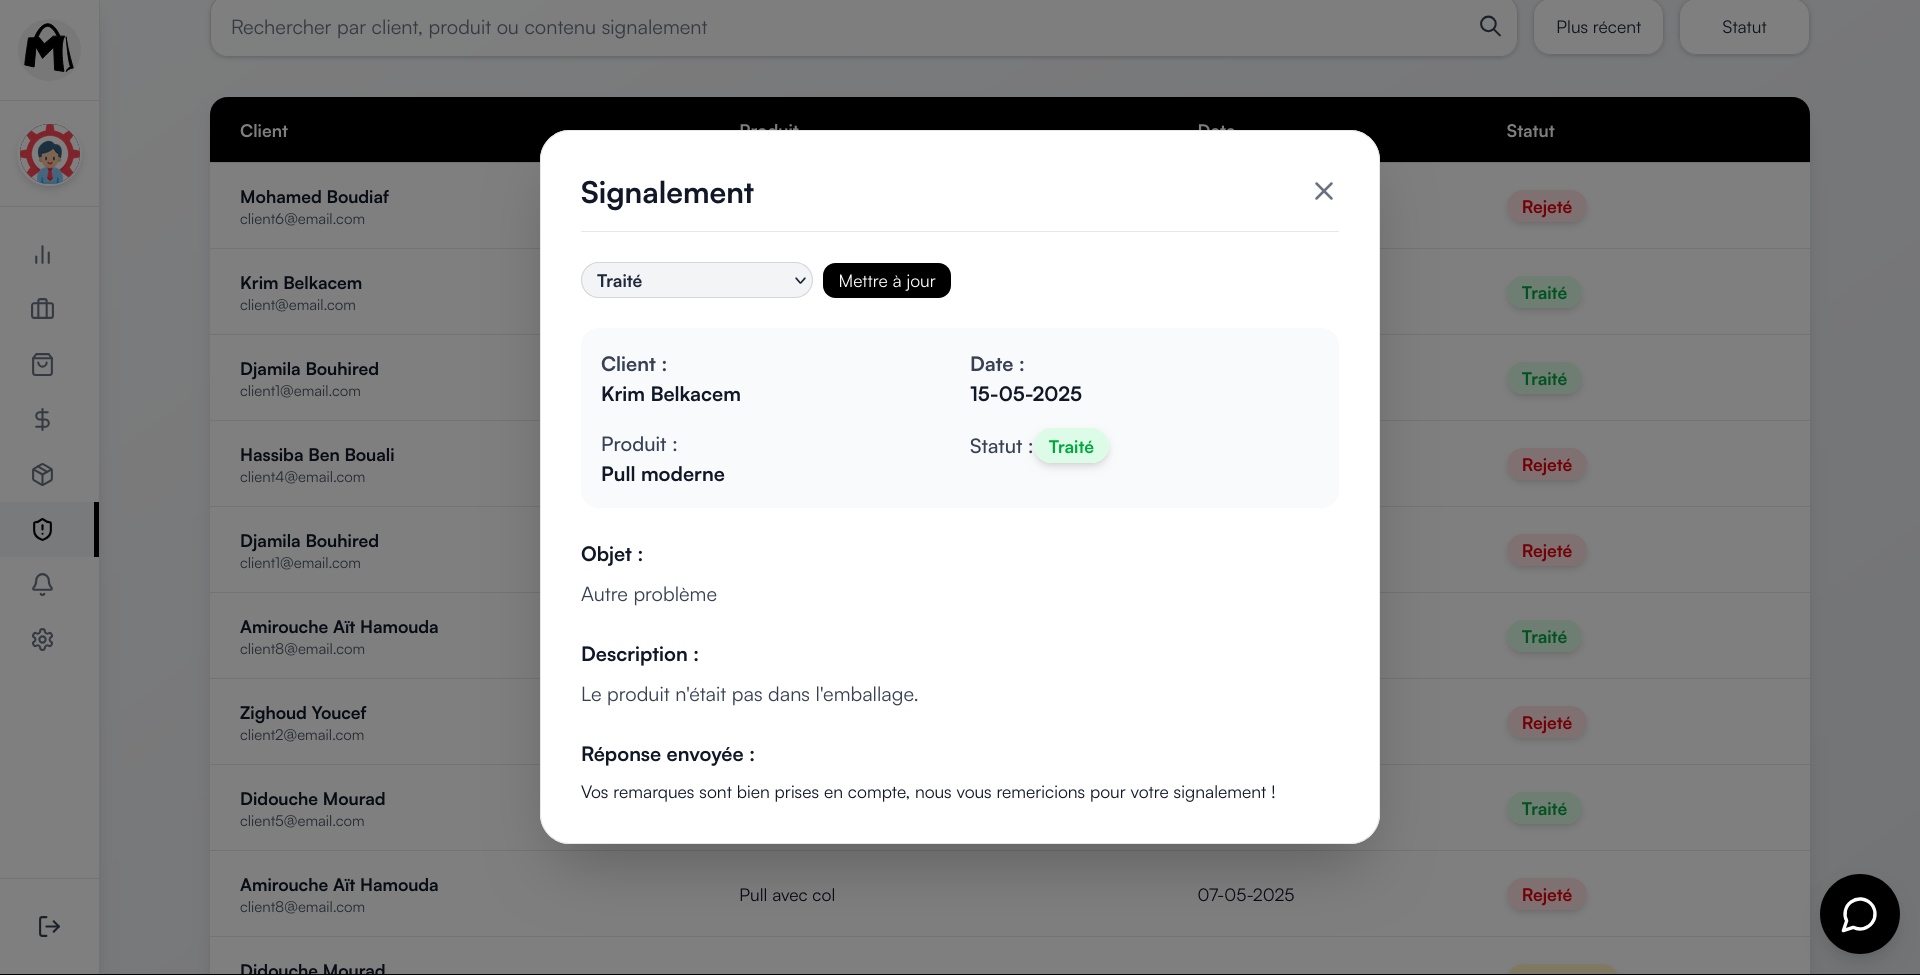 M
Rechercher par client, produit ou contenu signalement
Plus récent
Statut
Client
Produit
Date
Statut
Mohamed Boudiaf
client6@email.com
Rejeté
Krim Belkacem
client@email.com
Traité
Djamila Bouhired
client1@email.com
Traité
Hassiba Ben Bouali
client4@email.com
Rejeté
Djamila Bouhired
client1@email.com
Rejeté
Amirouche Aït Hamouda
client8@email.com
Traité
Zighoud Youcef
client2@email.com
Rejeté
Didouche Mourad
client5@email.com
Traité
Amirouche Aït Hamouda
client8@email.com
Pull avec col
07-05-2025
Rejeté
Didouche Mourad
Signalement
Traité
Mettre à jour
Client :
Krim Belkacem
Date :
15-05-2025
Produit :
Pull moderne
Statut : Traité
Objet :
Autre problème
Description :
Le produit n'était pas dans l'emballage.
Réponse envoyée :
Vos remarques sont bien prises en compte, nous vous remericions pour votre signalement !